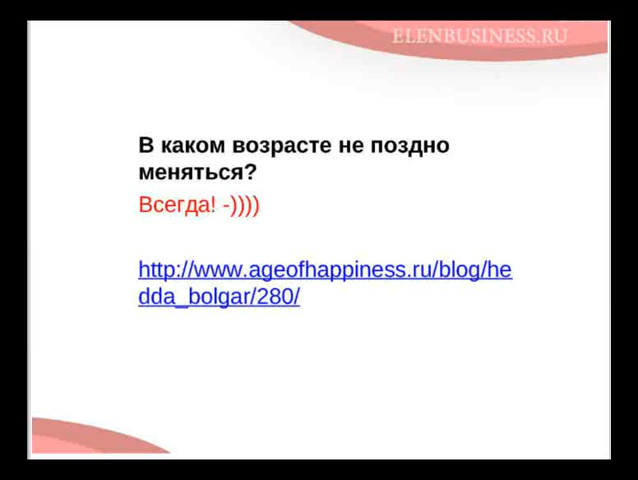 ELENBUSINESS.RU
В каком возрасте не поздно
меняться?
Всегда! -))))
http://www.ageofhappiness.ru/blog/he
dda_bolgar/280/